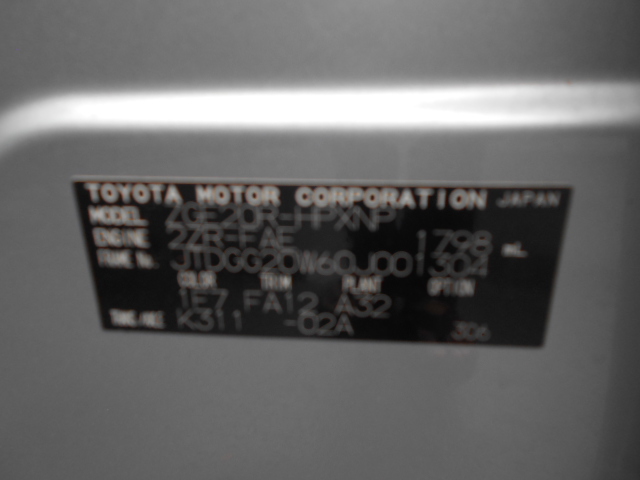 TOYOTA MOTOR CORPORATION JAPAN
MODEL ZGE20R-HPXNP
ENGINE 2ZR-FAE 1798 mL
FRAME No. JTDGG20W60J001304
COLOR TRIM PLANT OPTION
1E7 FA12 A32
TRANS/AXLE K311 -02A 306